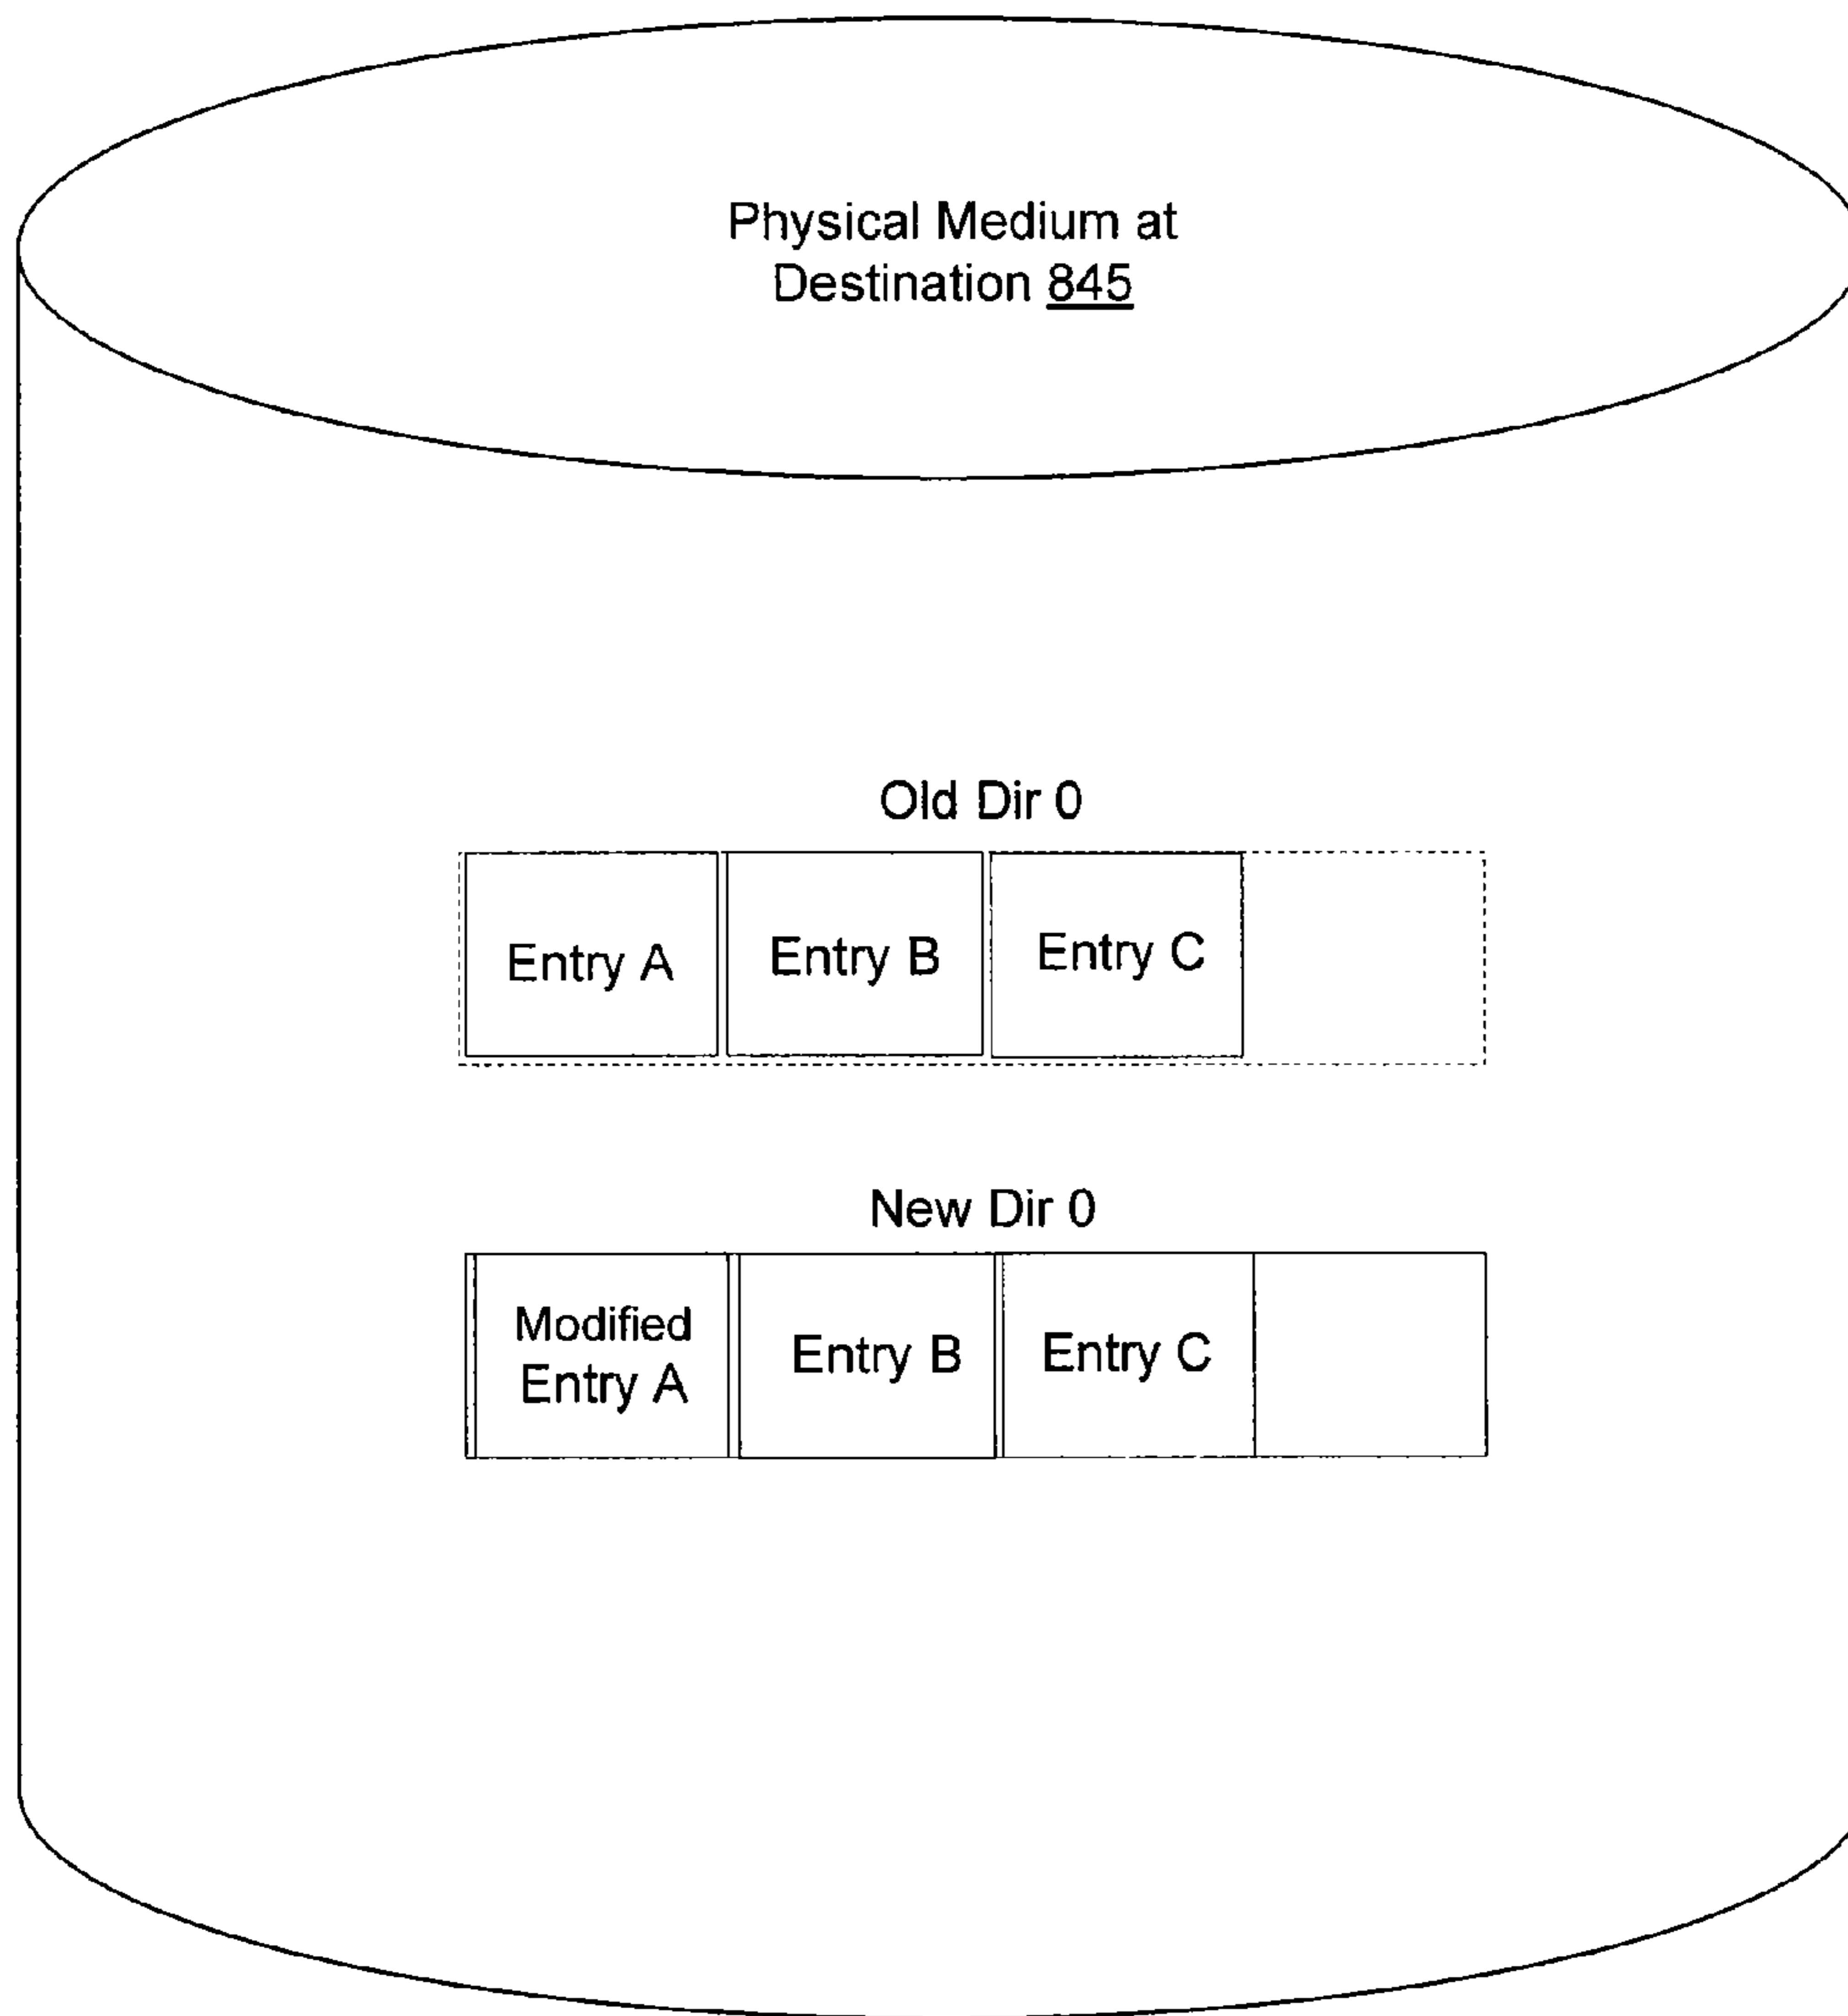 Physical Medium at
Destination 845
Old Dir 0
Entry A
Entry B
Entry C
New Dir 0
Modified
Entry A
Entry B
Entry C